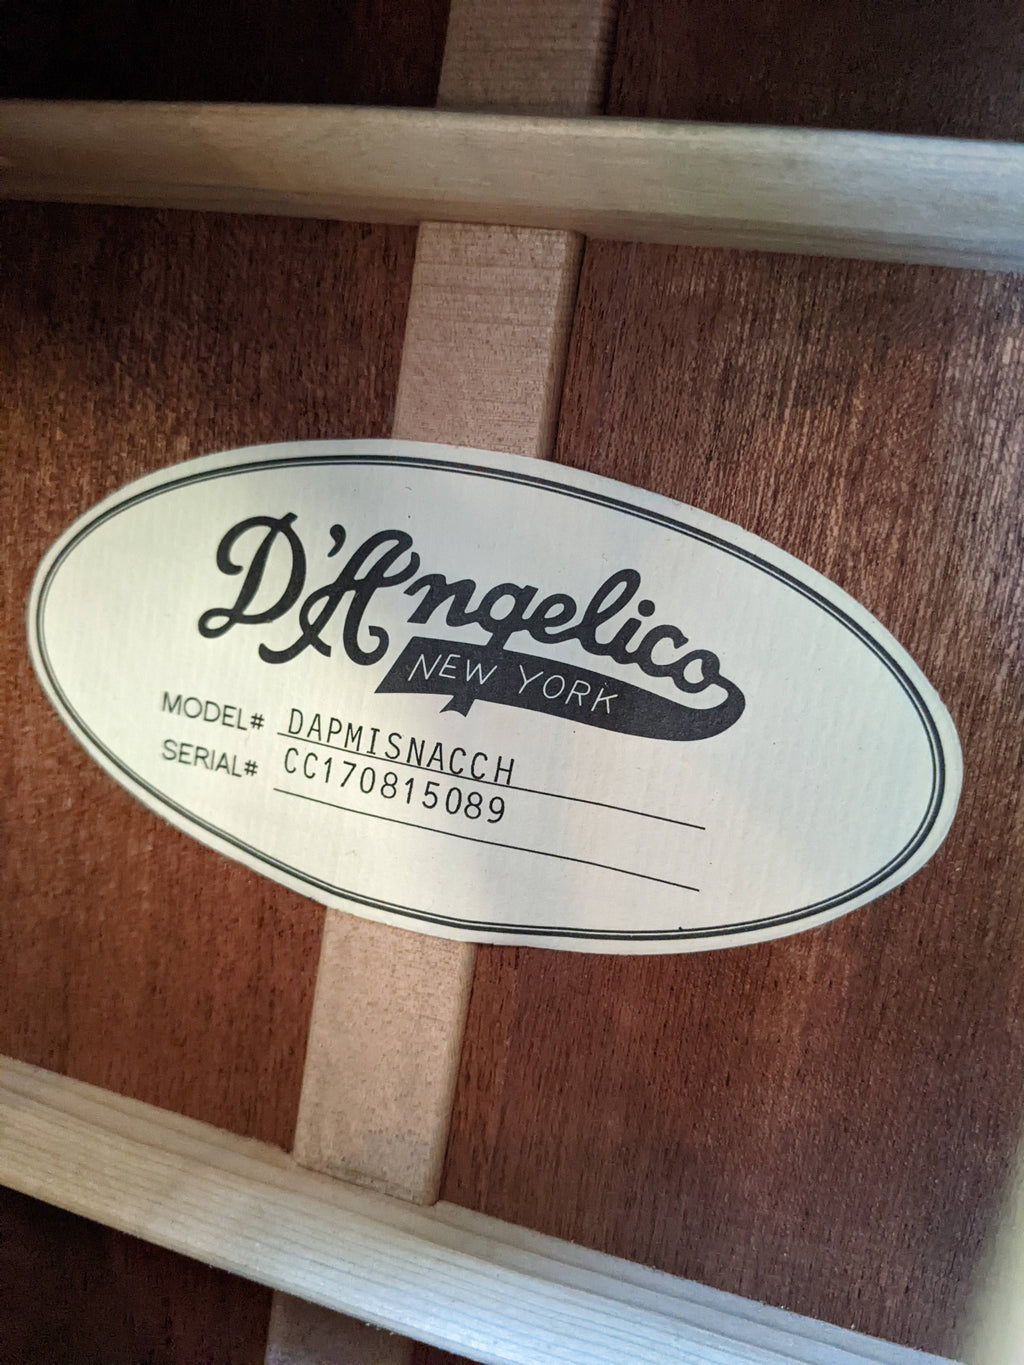 D'Angelico
NEW YORK
MODEL# DAPMISNACCH
SERIAL# CC170815089